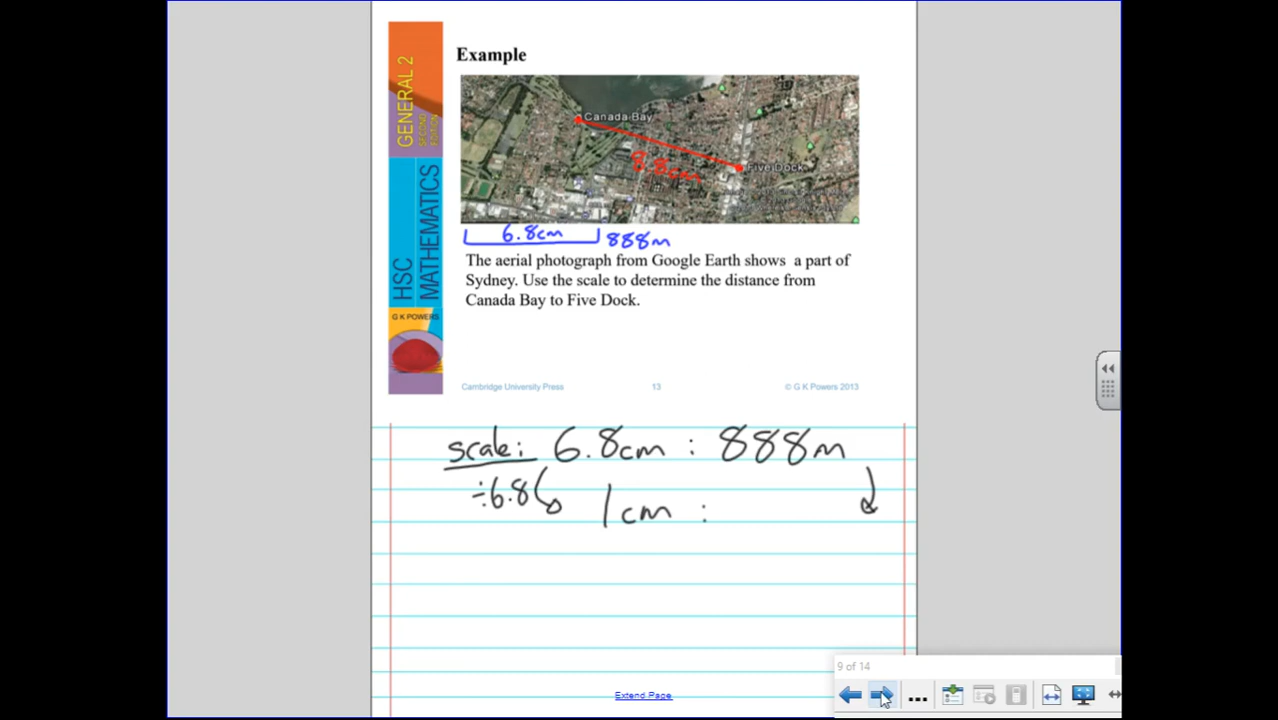 Example
GENERAL 2
SECOND EDITION
HSC MATHEMATICS
G K POWERS
Canada Bay
8.8cm
Five Dock
6.8cm
888m
The aerial photograph from Google Earth shows a part of
Sydney. Use the scale to determine the distance from
Canada Bay to Five Dock.
Cambridge University Press 13 © G K Powers 2013
scale: 6.8cm : 888m
÷6.8 1cm :
9 of 14
Extend Page